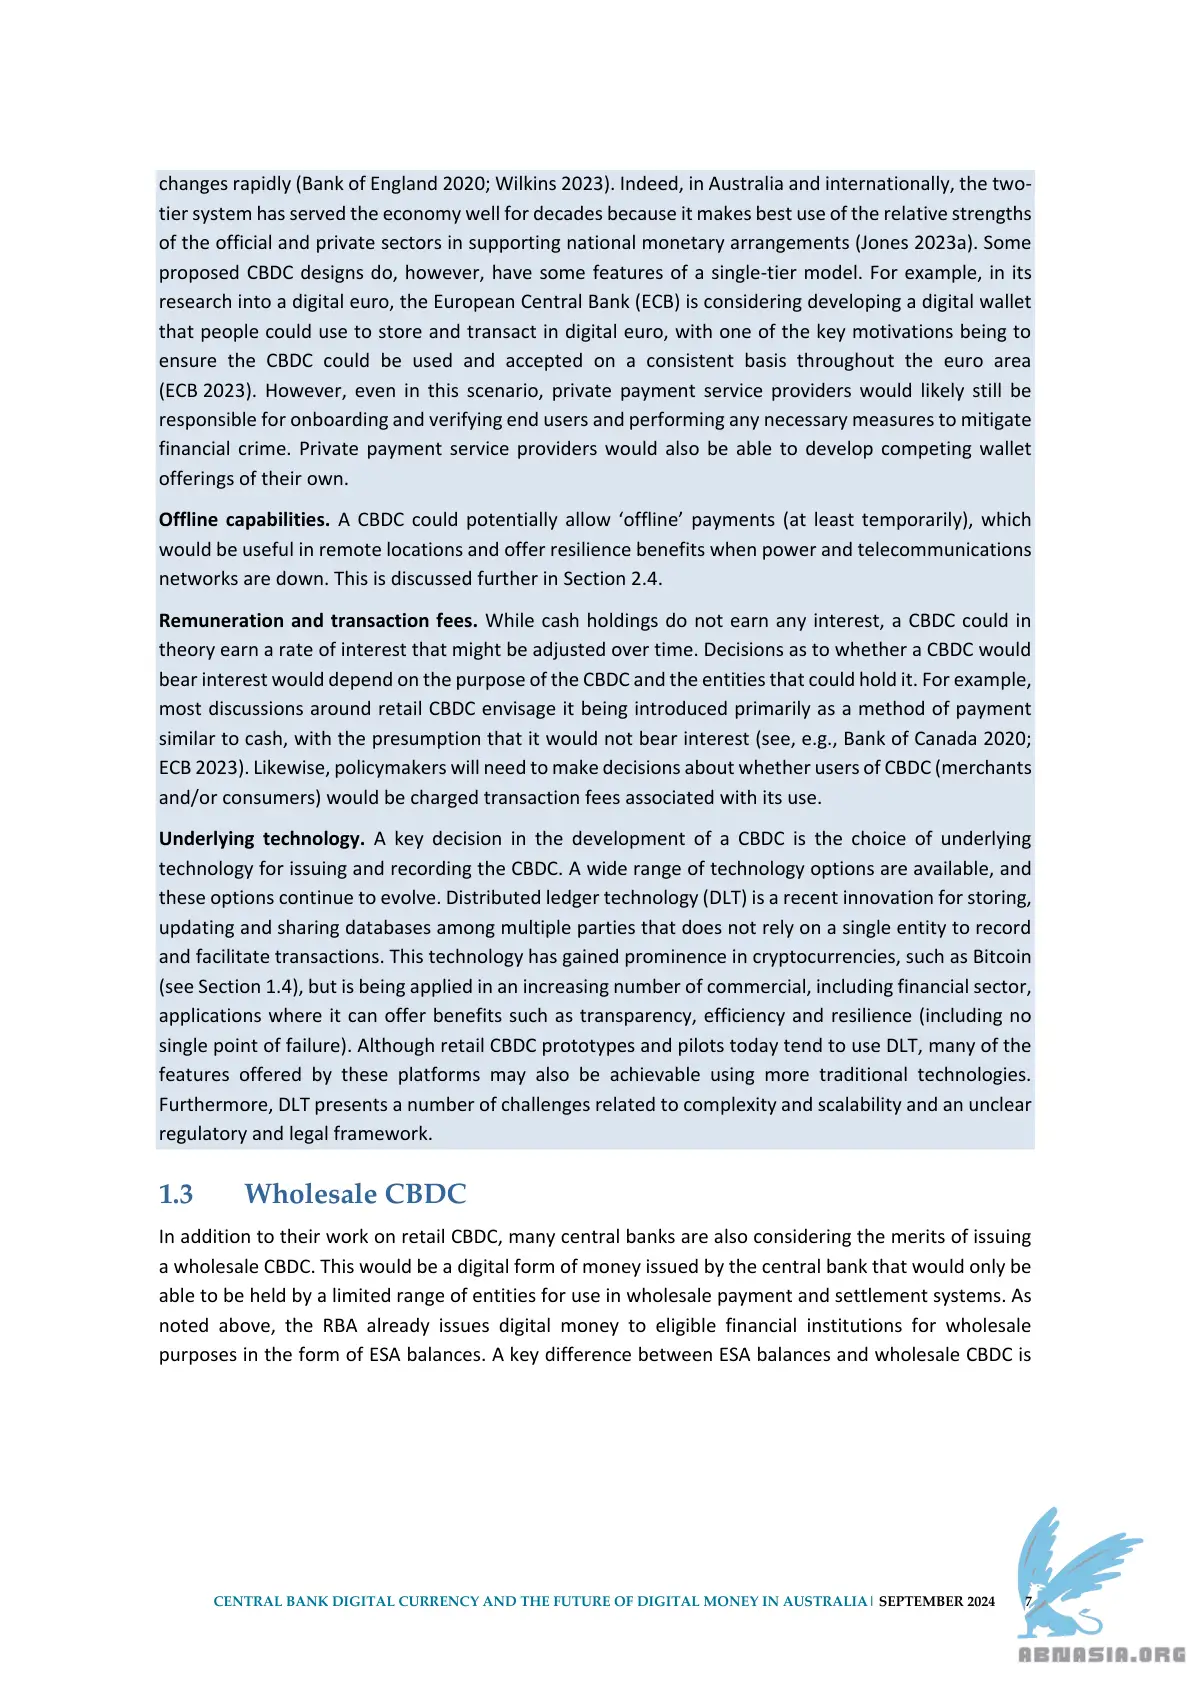 changes rapidly (Bank of England 2020; Wilkins 2023). Indeed, in Australia and internationally, the two-
tier system has served the economy well for decades because it makes best use of the relative strengths
of the official and private sectors in supporting national monetary arrangements (Jones 2023a). Some
proposed CBDC designs do, however, have some features of a single-tier model. For example, in its
research into a digital euro, the European Central Bank (ECB) is considering developing a digital wallet
that people could use to store and transact in digital euro, with one of the key motivations being to
ensure the CBDC could be used and accepted on a consistent basis throughout the euro area
(ECB 2023). However, even in this scenario, private payment service providers would likely still be
responsible for onboarding and verifying end users and performing any necessary measures to mitigate
financial crime. Private payment service providers would also be able to develop competing wallet
offerings of their own.
Offline capabilities. A CBDC could potentially allow ‘offline’ payments (at least temporarily), which
would be useful in remote locations and offer resilience benefits when power and telecommunications
networks are down. This is discussed further in Section 2.4.
Remuneration and transaction fees. While cash holdings do not earn any interest, a CBDC could in
theory earn a rate of interest that might be adjusted over time. Decisions as to whether a CBDC would
bear interest would depend on the purpose of the CBDC and the entities that could hold it. For example,
most discussions around retail CBDC envisage it being introduced primarily as a method of payment
similar to cash, with the presumption that it would not bear interest (see, e.g., Bank of Canada 2020;
ECB 2023). Likewise, policymakers will need to make decisions about whether users of CBDC (merchants
and/or consumers) would be charged transaction fees associated with its use.
Underlying technology. A key decision in the development of a CBDC is the choice of underlying
technology for issuing and recording the CBDC. A wide range of technology options are available, and
these options continue to evolve. Distributed ledger technology (DLT) is a recent innovation for storing,
updating and sharing databases among multiple parties that does not rely on a single entity to record
and facilitate transactions. This technology has gained prominence in cryptocurrencies, such as Bitcoin
(see Section 1.4), but is being applied in an increasing number of commercial, including financial sector,
applications where it can offer benefits such as transparency, efficiency and resilience (including no
single point of failure). Although retail CBDC prototypes and pilots today tend to use DLT, many of the
features offered by these platforms may also be achievable using more traditional technologies.
Furthermore, DLT presents a number of challenges related to complexity and scalability and an unclear
regulatory and legal framework.
1.3 Wholesale CBDC
In addition to their work on retail CBDC, many central banks are also considering the merits of issuing
a wholesale CBDC. This would be a digital form of money issued by the central bank that would only be
able to be held by a limited range of entities for use in wholesale payment and settlement systems. As
noted above, the RBA already issues digital money to eligible financial institutions for wholesale
purposes in the form of ESA balances. A key difference between ESA balances and wholesale CBDC is
CENTRAL BANK DIGITAL CURRENCY AND THE FUTURE OF DIGITAL MONEY IN AUSTRALIA| SEPTEMBER 2024 7
ABNASIA.ORG